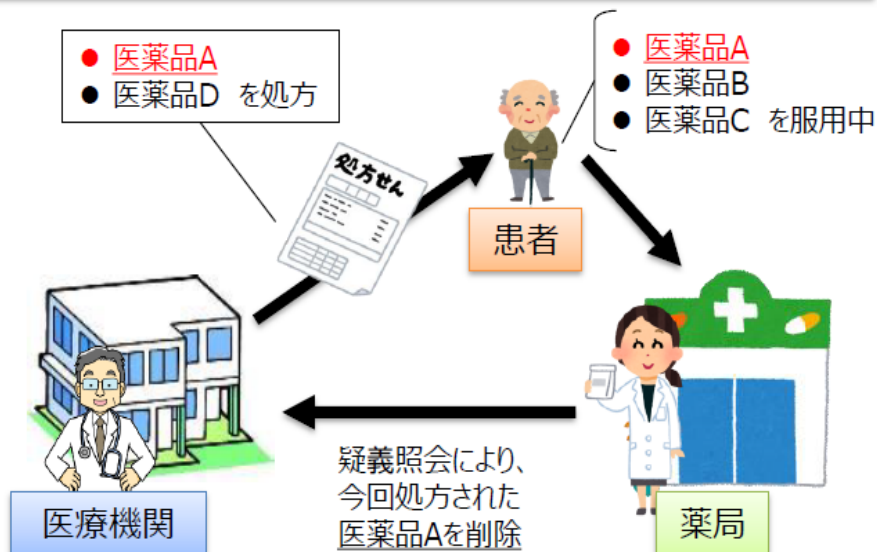 ● 医薬品A
● 医薬品D を処方
● 医薬品A
● 医薬品B
● 医薬品C を服用中
処方せん
患者
疑義照会により、
今回処方された
医薬品Aを削除
医療機関
薬局